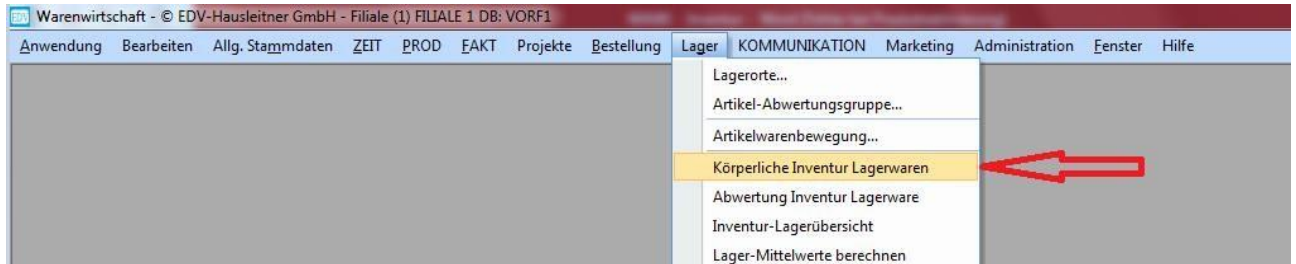 Warenwirtschaft - © EDV-Hausleitner GmbH - Filiale (1) FILIALE 1 DB: VORF1
Anwendung Bearbeiten Allg. Stammdaten ZEIT PROD FAKT Projekte Bestellung Lager KOMMUNIKATION Marketing Administration Fenster Hilfe
Lagerorte...
Artikel-Abwertungsgruppe...
Artikelwarenbewegung...
Körperliche Inventur Lagerwaren
Abwertung Inventur Lagerware
Inventur-Lagerübersicht
Lager-Mittelwerte berechnen